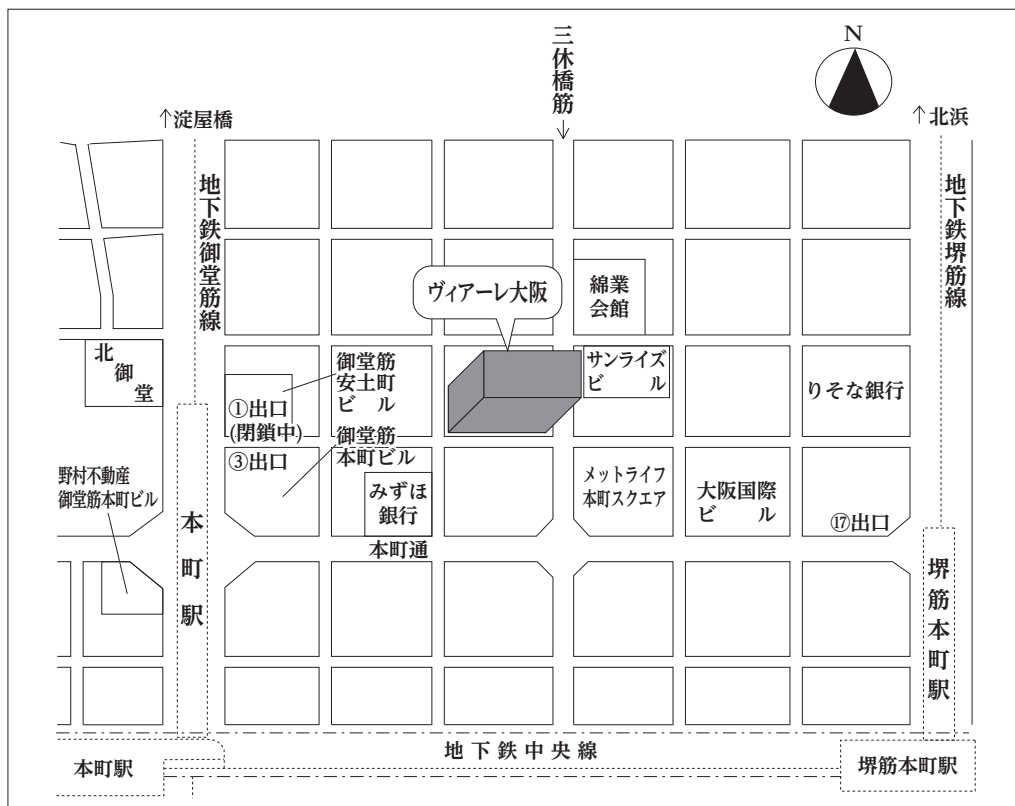 三休橋筋
↓
N
↑淀屋橋
↑北浜
地下鉄御堂筋線
地下鉄堺筋線
ヴィアーレ大阪
綿業
会館
北御堂
御堂筋
安土町
ビル
サンライズ
ビル
りそな銀行
①出口
(閉鎖中)
御堂筋
本町ビル
③出口
野村不動産
御堂筋本町ビル
みずほ
銀行
メットライフ
本町スクエア
大阪国際
ビル
⑰出口
本町通
本町駅
堺筋本町駅
地下鉄中央線
本町駅
堺筋本町駅